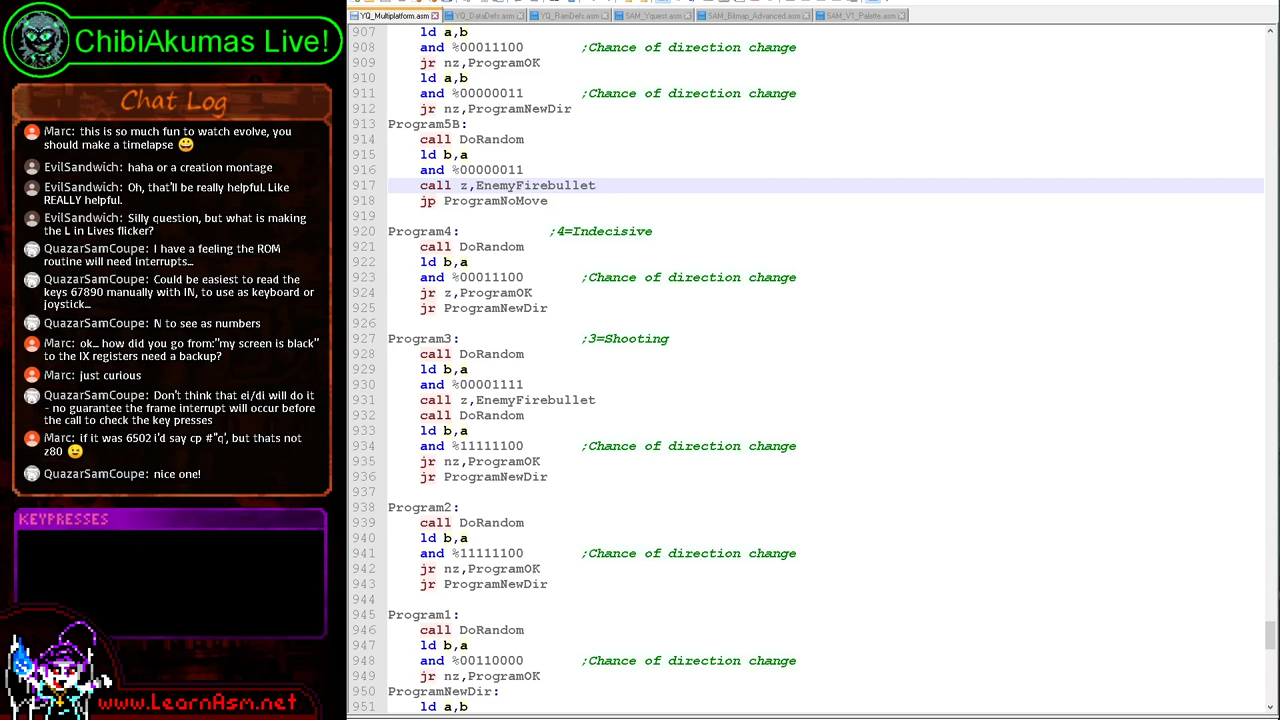 ChibiAkumas Live!
Chat Log
Marc: this is so much fun to watch evolve, you
should make a timelapse 😀
EvilSandwich: haha or a creation montage
EvilSandwich: Oh, that'll be really helpful. Like
REALLY helpful.
EvilSandwich: Silly question, but what is making
the L in Lives flicker?
QuazarSamCoupe: I have a feeling the ROM
routine will need interrupts...
QuazarSamCoupe: Could be easiest to read the
keys 67890 manually with IN, to use as keyboard or
joystick...
QuazarSamCoupe: N to see as numbers
Marc: ok... how did you go from:"my screen is black"
to the IX registers need a backup?
Marc: just curious
QuazarSamCoupe: Don't think that ei/di will do it
- no guarantee the frame interrupt will occur before
the call to check the key presses
Marc: if it was 6502 i'd say cp #"q', but thats not
z80 😉
QuazarSamCoupe: nice one!
KEYPRESSES
www.LearnAsm.net
YQ_Multiplatform.asm YQ_DataDefs.asm YQ_RamDefs.asm SAM_Yquest.asm SAM_Bitmap_Advanced.asm SAM_V1_Palette.asm
907 ld a,b
908 and %00011100 ;Chance of direction change
909 jr nz,ProgramOK
910 ld a,b
911 and %00000011 ;Chance of direction change
912 jr nz,ProgramNewDir
913 Program5B:
914 call DoRandom
915 ld b,a
916 and %00000011
917 call z,EnemyFirebullet
918 jp ProgramNoMove
919
920 Program4: ;4=Indecisive
921 call DoRandom
922 ld b,a
923 and %00011100 ;Chance of direction change
924 jr z,ProgramOK
925 jr ProgramNewDir
926
927 Program3: ;3=Shooting
928 call DoRandom
929 ld b,a
930 and %00001111
931 call z,EnemyFirebullet
932 call DoRandom
933 ld b,a
934 and %11111100 ;Chance of direction change
935 jr nz,ProgramOK
936 jr ProgramNewDir
937
938 Program2:
939 call DoRandom
940 ld b,a
941 and %11111100 ;Chance of direction change
942 jr nz,ProgramOK
943 jr ProgramNewDir
944
945 Program1:
946 call DoRandom
947 ld b,a
948 and %00110000 ;Chance of direction change
949 jr nz,ProgramOK
950 ProgramNewDir:
951 ld a,b